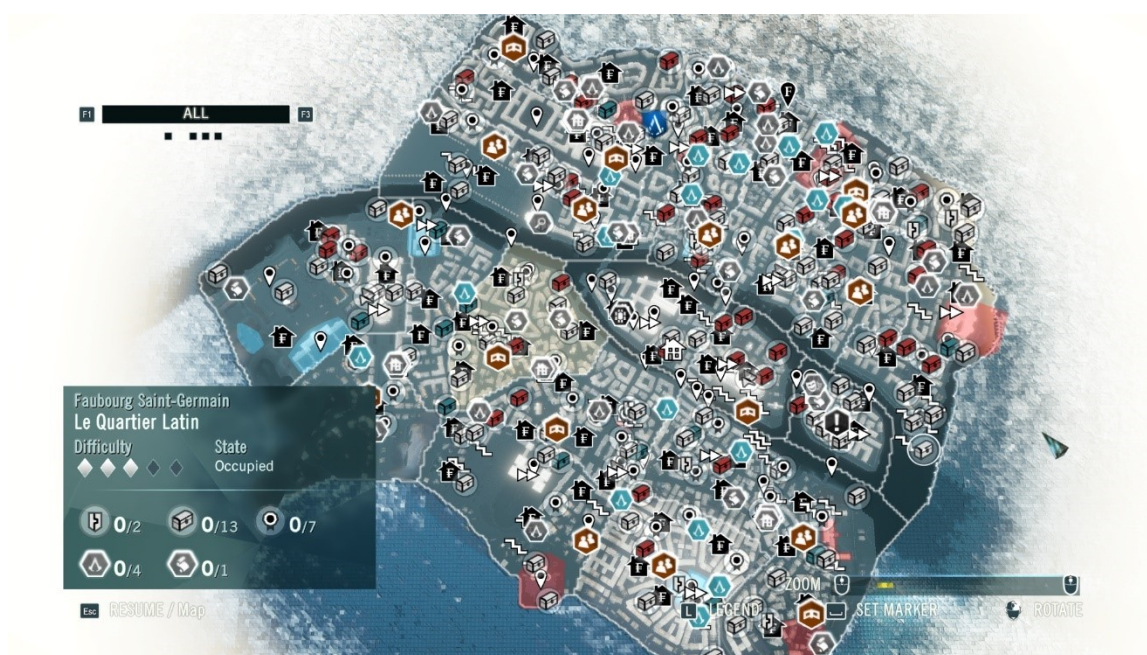 F1 ALL F3
Faubourg Saint-Germain
Le Quartier Latin
Difficulty State
Occupied
0/2 0/13 0/7
0/4 0/1
ZOOM
Esc RESUME / Map L LEGEND SET MARKER ROTATE
F